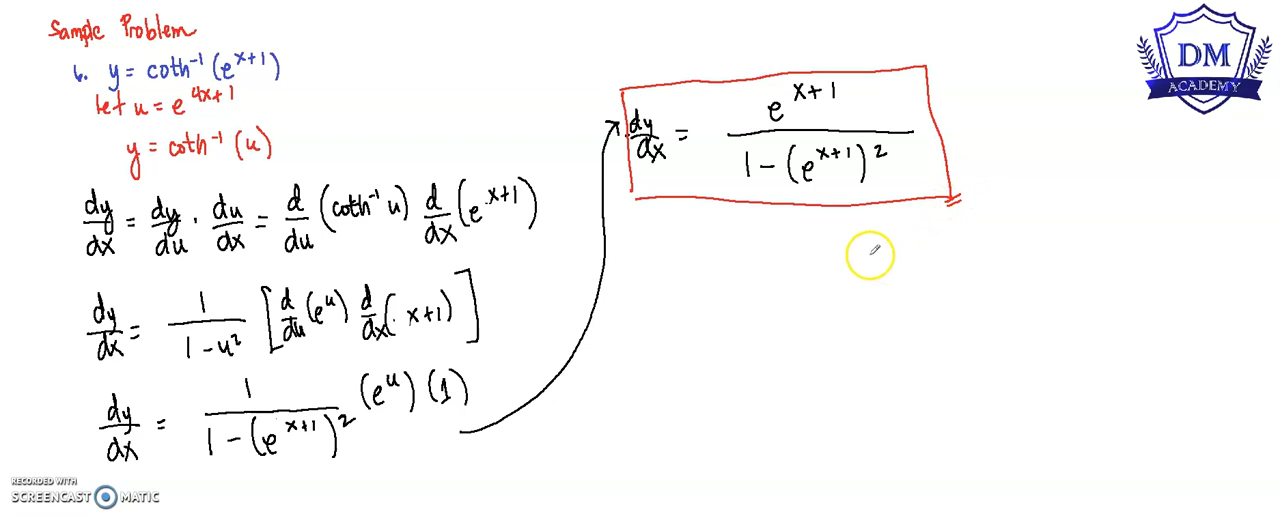 Sample Problem
6. y = coth⁻¹(e^(x+1))
let u = e^(4x+1)
y = coth⁻¹(u)
dy/dx = dy/du · du/dx = d/du (coth⁻¹ u) d/dx (e^(x+1))
dy/dx = 1/(1-u²) [d/du (e^u) d/dx (x+1)]
dy/dx = 1/(1-(e^(x+1))²) (e^u)(1)
dy/dx = e^(x+1)/(1-(e^(x+1))²)
DM
ACADEMY
RECORDED WITH
SCREENCAST MATIC